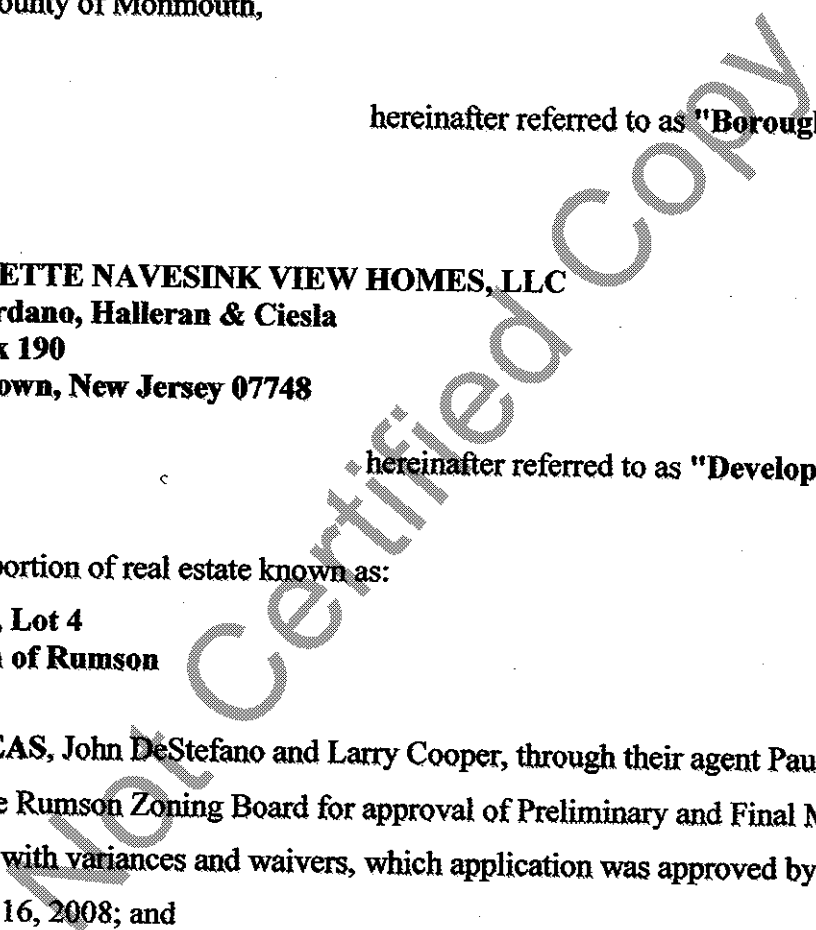 ounty of Monmouth,
hereinafter referred to as "Borough
ETTE NAVESINK VIEW HOMES, LLC
rdano, Halleran & Ciesla
x 190
own, New Jersey 07748
hereinafter referred to as "Develop
portion of real estate known as:
, Lot 4
of Rumson
EAS, John DeStefano and Larry Cooper, through their agent Pau
e Rumson Zoning Board for approval of Preliminary and Final M
with variances and waivers, which application was approved by
16, 2008; and
Not Certified Copy